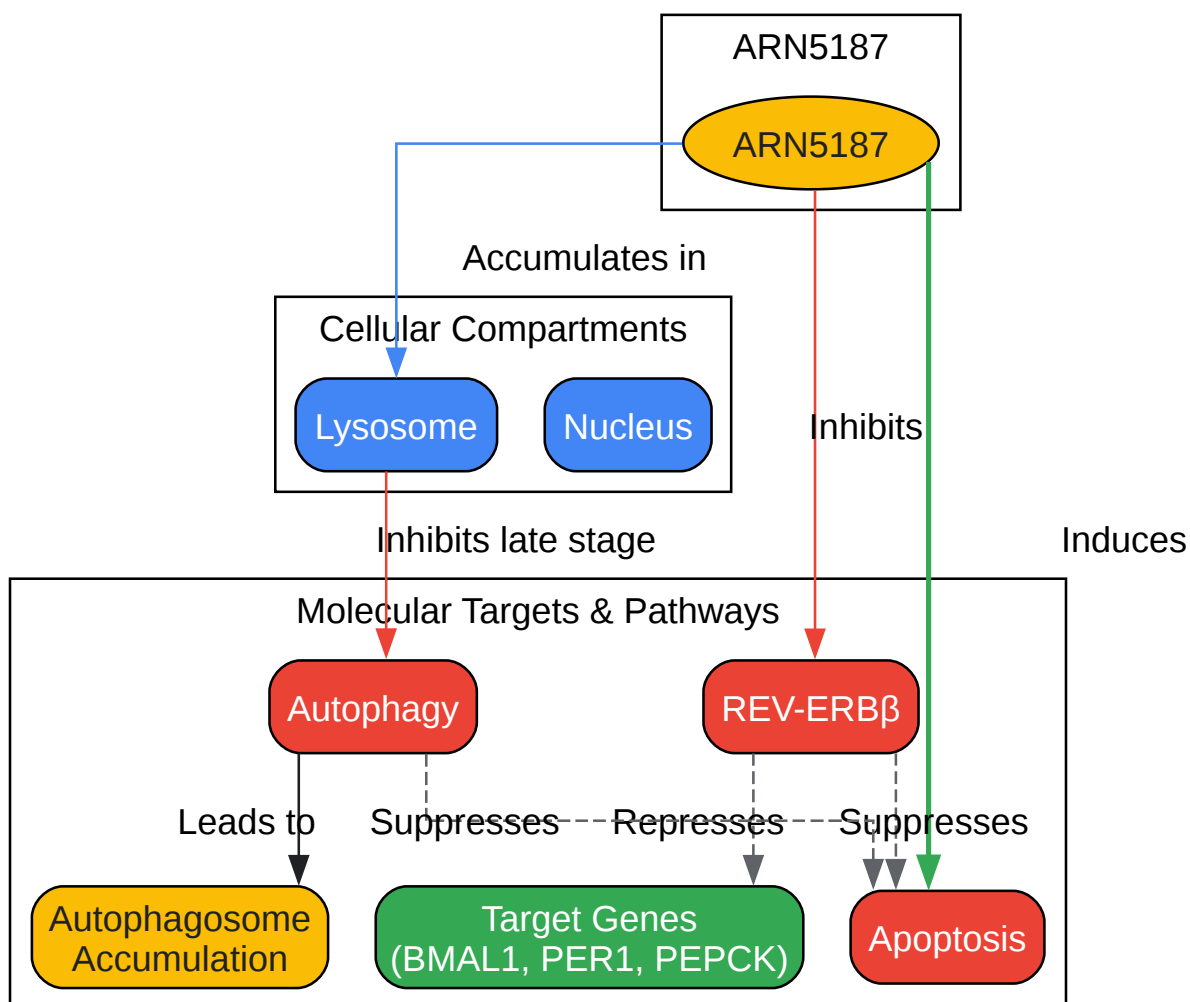 ARN5187
ARN5187
Accumulates in
Cellular Compartments
Lysosome
Nucleus
Inhibits
Inhibits late stage
Induces
Molecular Targets & Pathways
Autophagy
REV-ERBβ
Leads to
Suppresses
Represses
Suppresses
Autophagosome
Accumulation
Target Genes
(BMAL1, PER1, PEPCK)
Apoptosis